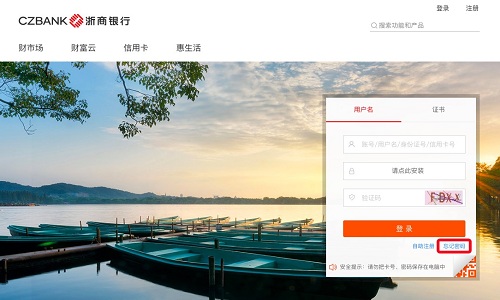 登录 注册
CZBANK 浙商银行
搜索功能和产品
财市场 财富云 信用卡 惠生活
用户名 证书
账号/用户名/身份证号/信用卡号
请点此安装
验证码
登录
自助注册 忘记密码
安全提示：请勿把卡号、密码保存在电脑中